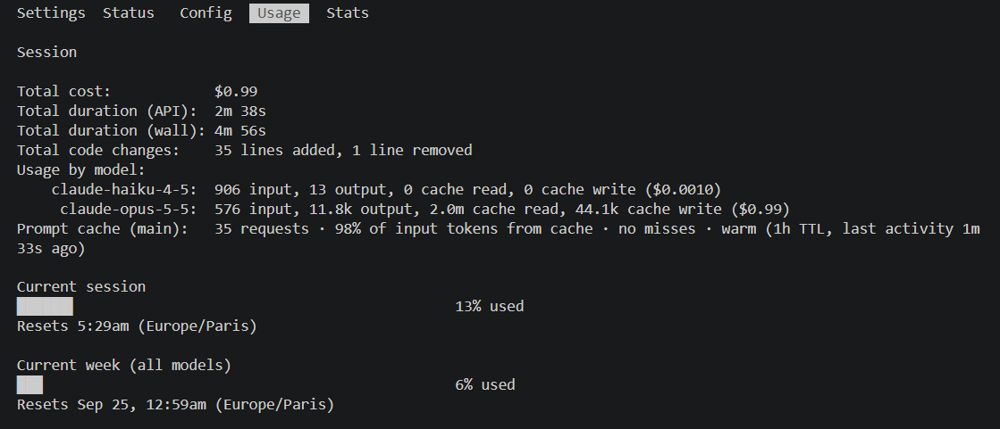 Settings  Status   Config   Usage   Stats
Session
Total cost:            $0.99
Total duration (API):  2m 38s
Total duration (wall): 4m 56s
Total code changes:    35 lines added, 1 line removed
Usage by model:
    claude-haiku-4-5:  906 input, 13 output, 0 cache read, 0 cache write ($0.0010)
     claude-opus-5-5:  576 input, 11.8k output, 2.0m cache read, 44.1k cache write ($0.99)
Prompt cache (main):   35 requests · 98% of input tokens from cache · no misses · warm (1h TTL, last activity 1m
33s ago)
Current session
13% used
Resets 5:29am (Europe/Paris)
Current week (all models)
6% used
Resets Sep 25, 12:59am (Europe/Paris)